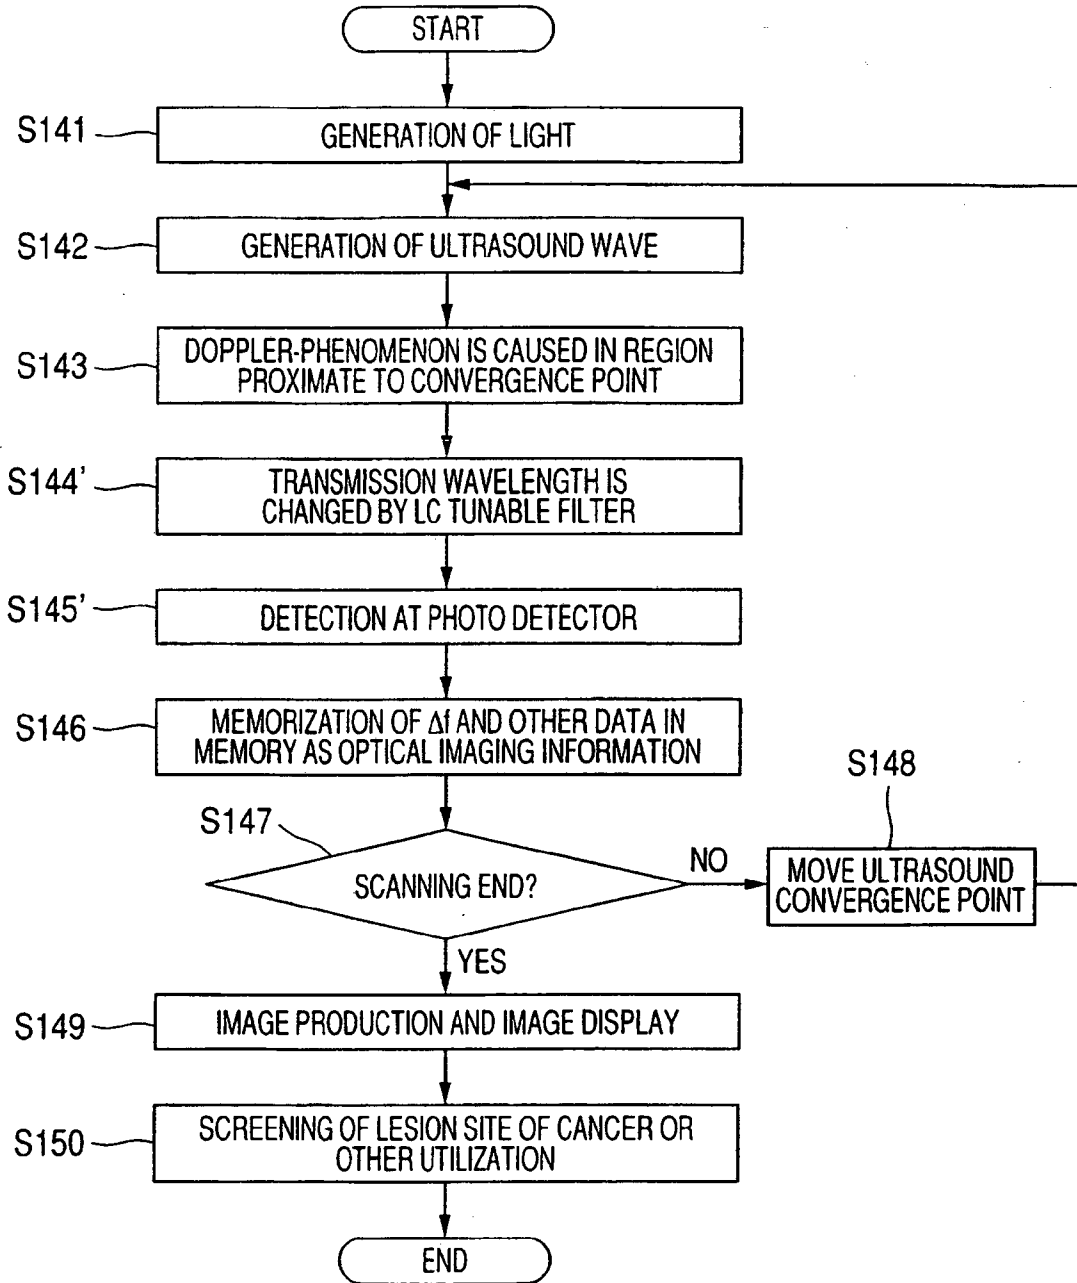 START
S141
GENERATION OF LIGHT
S142
GENERATION OF ULTRASOUND WAVE
S143
DOPPLER-PHENOMENON IS CAUSED IN REGION
PROXIMATE TO CONVERGENCE POINT
S144'
TRANSMISSION WAVELENGTH IS
CHANGED BY LC TUNABLE FILTER
S145'
DETECTION AT PHOTO DETECTOR
S146
MEMORIZATION OF Δf AND OTHER DATA IN
MEMORY AS OPTICAL IMAGING INFORMATION
S147
SCANNING END?
NO
S148
MOVE ULTRASOUND
CONVERGENCE POINT
YES
S149
IMAGE PRODUCTION AND IMAGE DISPLAY
S150
SCREENING OF LESION SITE OF CANCER OR
OTHER UTILIZATION
END